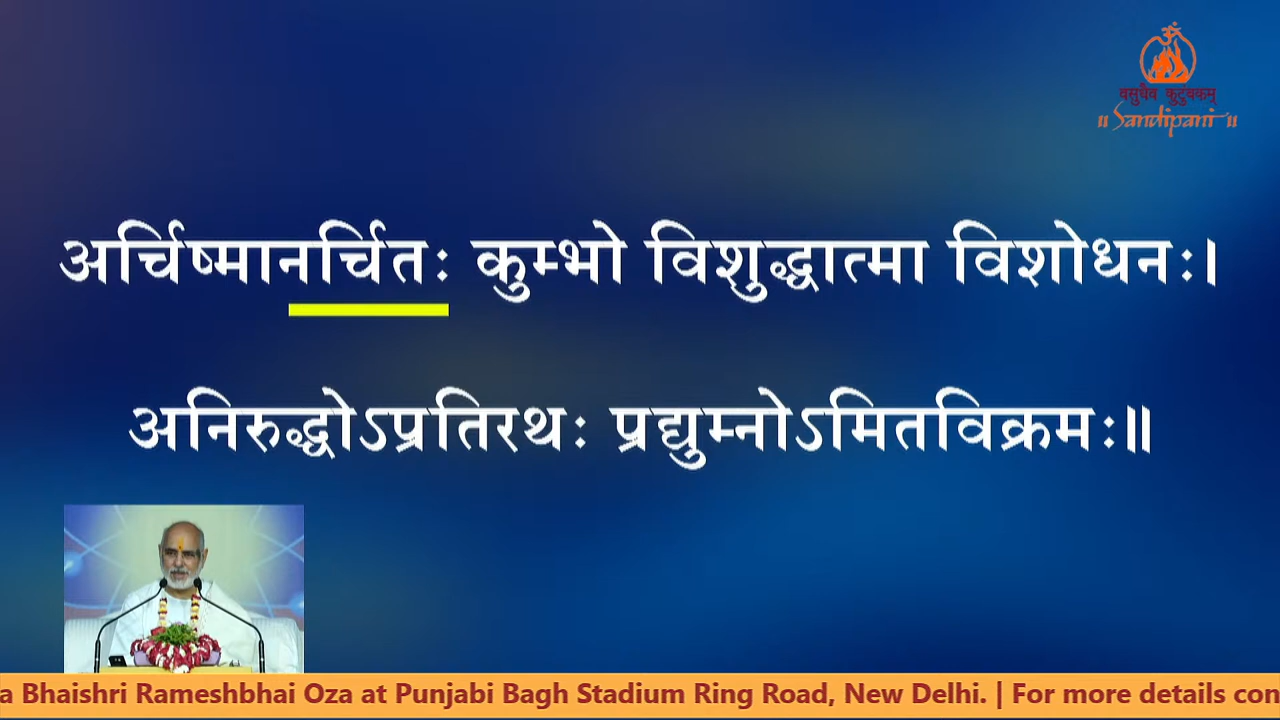 वसुधैव कुटुंबकम्
॥ Sandipani ॥
अर्चिष्मानर्चितः कुम्भो विशुद्धात्मा विशोधनः।
अनिरुद्धोऽप्रतिरथः प्रद्युम्नोऽमितविक्रमः॥
a Bhaishri Rameshbhai Oza at Punjabi Bagh Stadium Ring Road, New Delhi. | For more details con